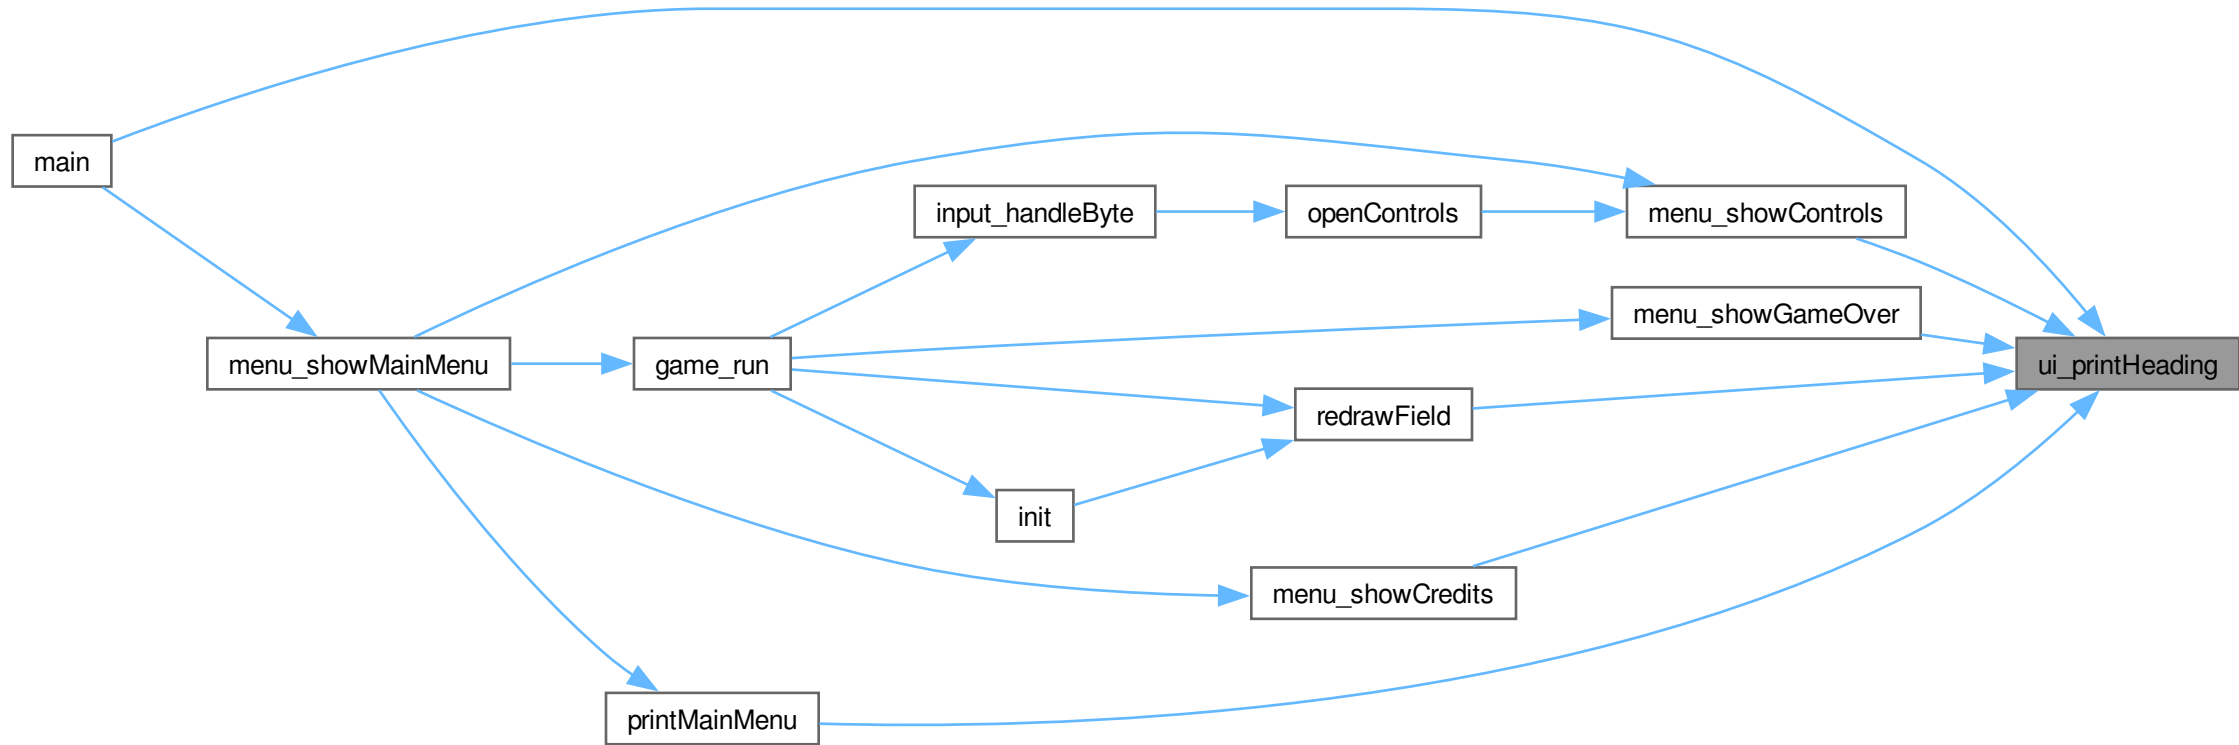 main
input_handleByte
openControls
menu_showControls
menu_showGameOver
menu_showMainMenu
game_run
ui_printHeading
redrawField
init
menu_showCredits
printMainMenu